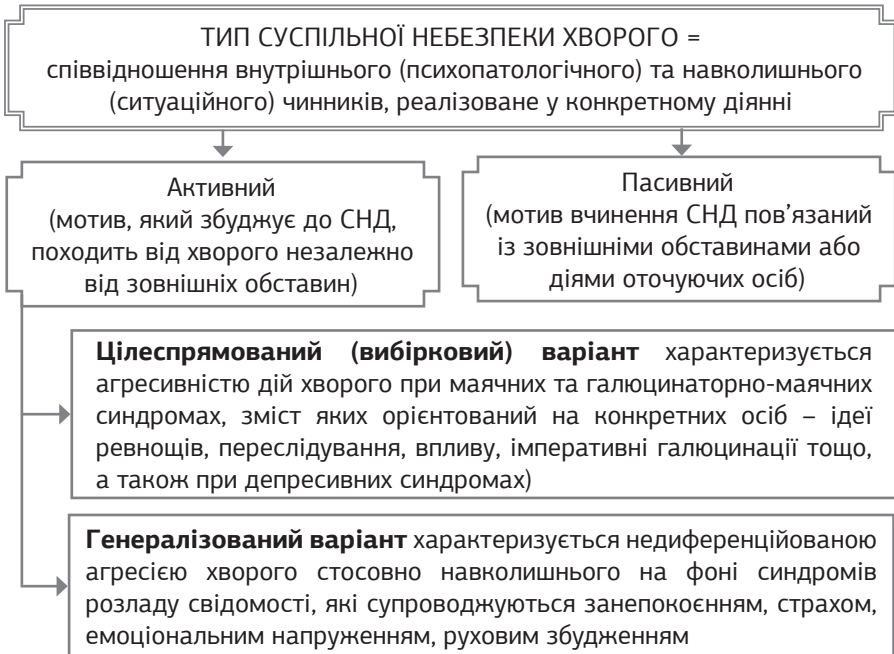 ТИП СУСПІЛЬНОЇ НЕБЕЗПЕКИ ХВОРОГО =
співвідношення внутрішнього (психопатологічного) та навколишнього
(ситуаційного) чинників, реалізоване у конкретному діянні
Активний
(мотив, який збуджує до СНД,
походить від хворого незалежно
від зовнішніх обставин)
Пасивний
(мотив вчинення СНД пов’язаний
із зовнішніми обставинами або
діями оточуючих осіб)
Цілеспрямований (вибірковий) варіант характеризується
агресивністю дій хворого при маячних та галюцинаторно-маячних
синдромах, зміст яких орієнтований на конкретних осіб – ідеї
ревнощів, переслідування, впливу, імперативні галюцинації тощо,
а також при депресивних синдромах)
Генералізований варіант характеризується недиференційованою
агресією хворого стосовно навколишнього на фоні синдромів
розладу свідомості, які супроводжуються занепокоєнням, страхом,
емоціональним напруженням, руховим збудженням